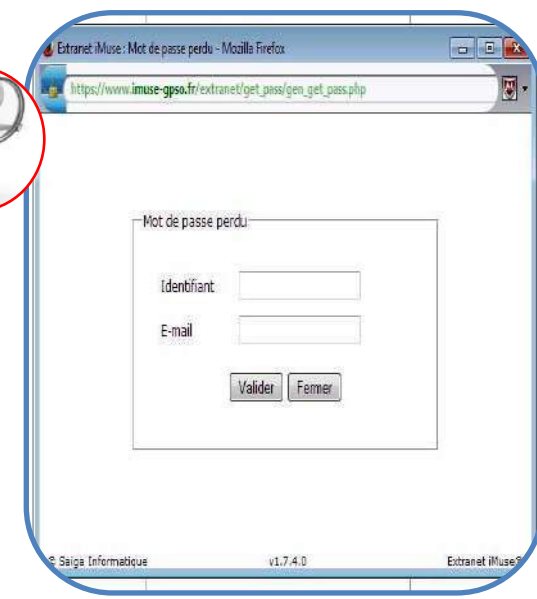 Extranet iMuse : Mot de passe perdu - Mozilla Firefox
https://www.imuse-gpso.fr/extranet/get_pass/gen_get_pass.php
Mot de passe perdu
Identifiant
E-mail
Valider Fermer
© Saiga Informatique v1.7.4.0 Extranet iMuse®